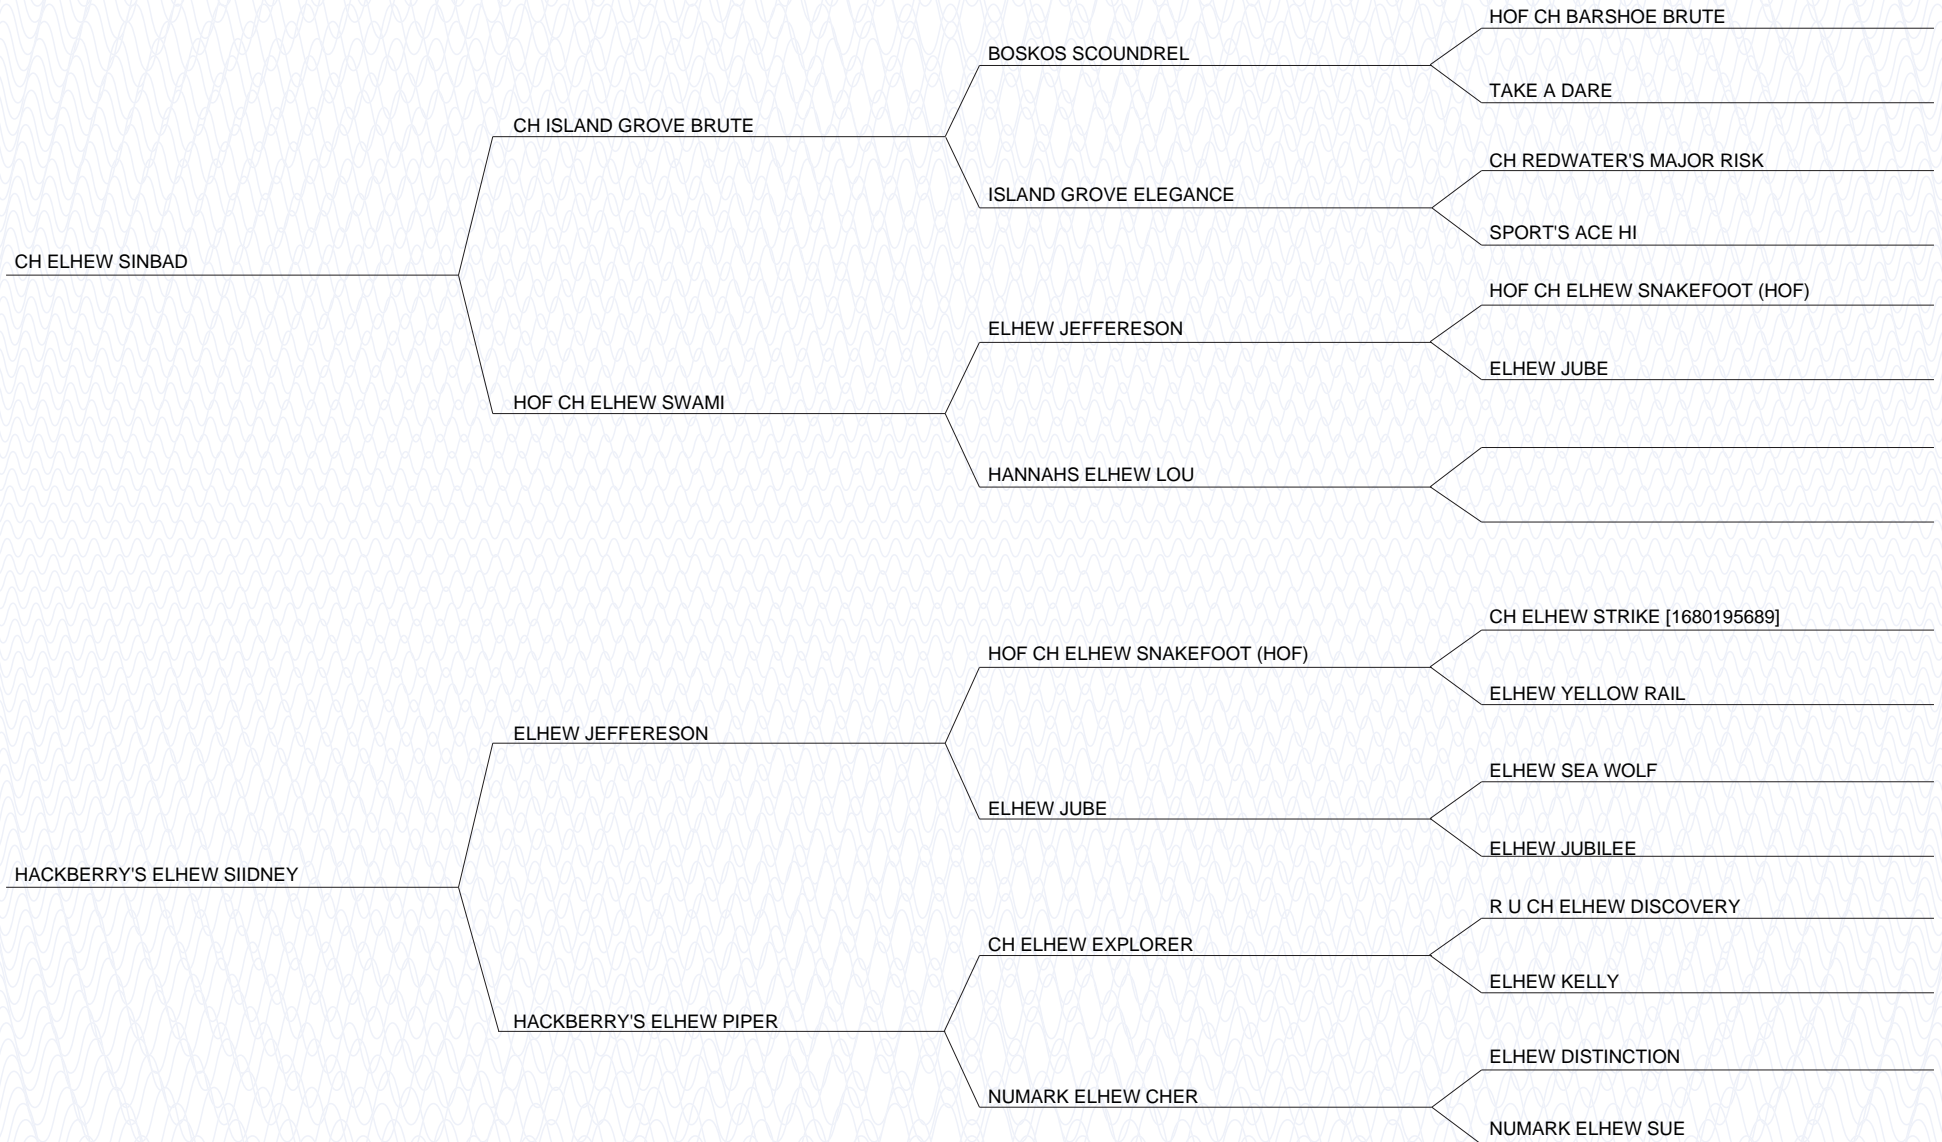 HOF CH BARSHOE BRUTE
BOSKOS SCOUNDREL
TAKE A DARE
CH ISLAND GROVE BRUTE
CH REDWATER'S MAJOR RISK
ISLAND GROVE ELEGANCE
SPORT'S ACE HI
CH ELHEW SINBAD
HOF CH ELHEW SNAKEFOOT (HOF)
ELHEW JEFFERESON
ELHEW JUBE
HOF CH ELHEW SWAMI
HANNAHS ELHEW LOU
CH ELHEW STRIKE [1680195689]
HOF CH ELHEW SNAKEFOOT (HOF)
ELHEW YELLOW RAIL
ELHEW JEFFERESON
ELHEW SEA WOLF
ELHEW JUBE
ELHEW JUBILEE
HACKBERRY'S ELHEW SIIDNEY
R U CH ELHEW DISCOVERY
CH ELHEW EXPLORER
ELHEW KELLY
HACKBERRY'S ELHEW PIPER
ELHEW DISTINCTION
NUMARK ELHEW CHER
NUMARK ELHEW SUE